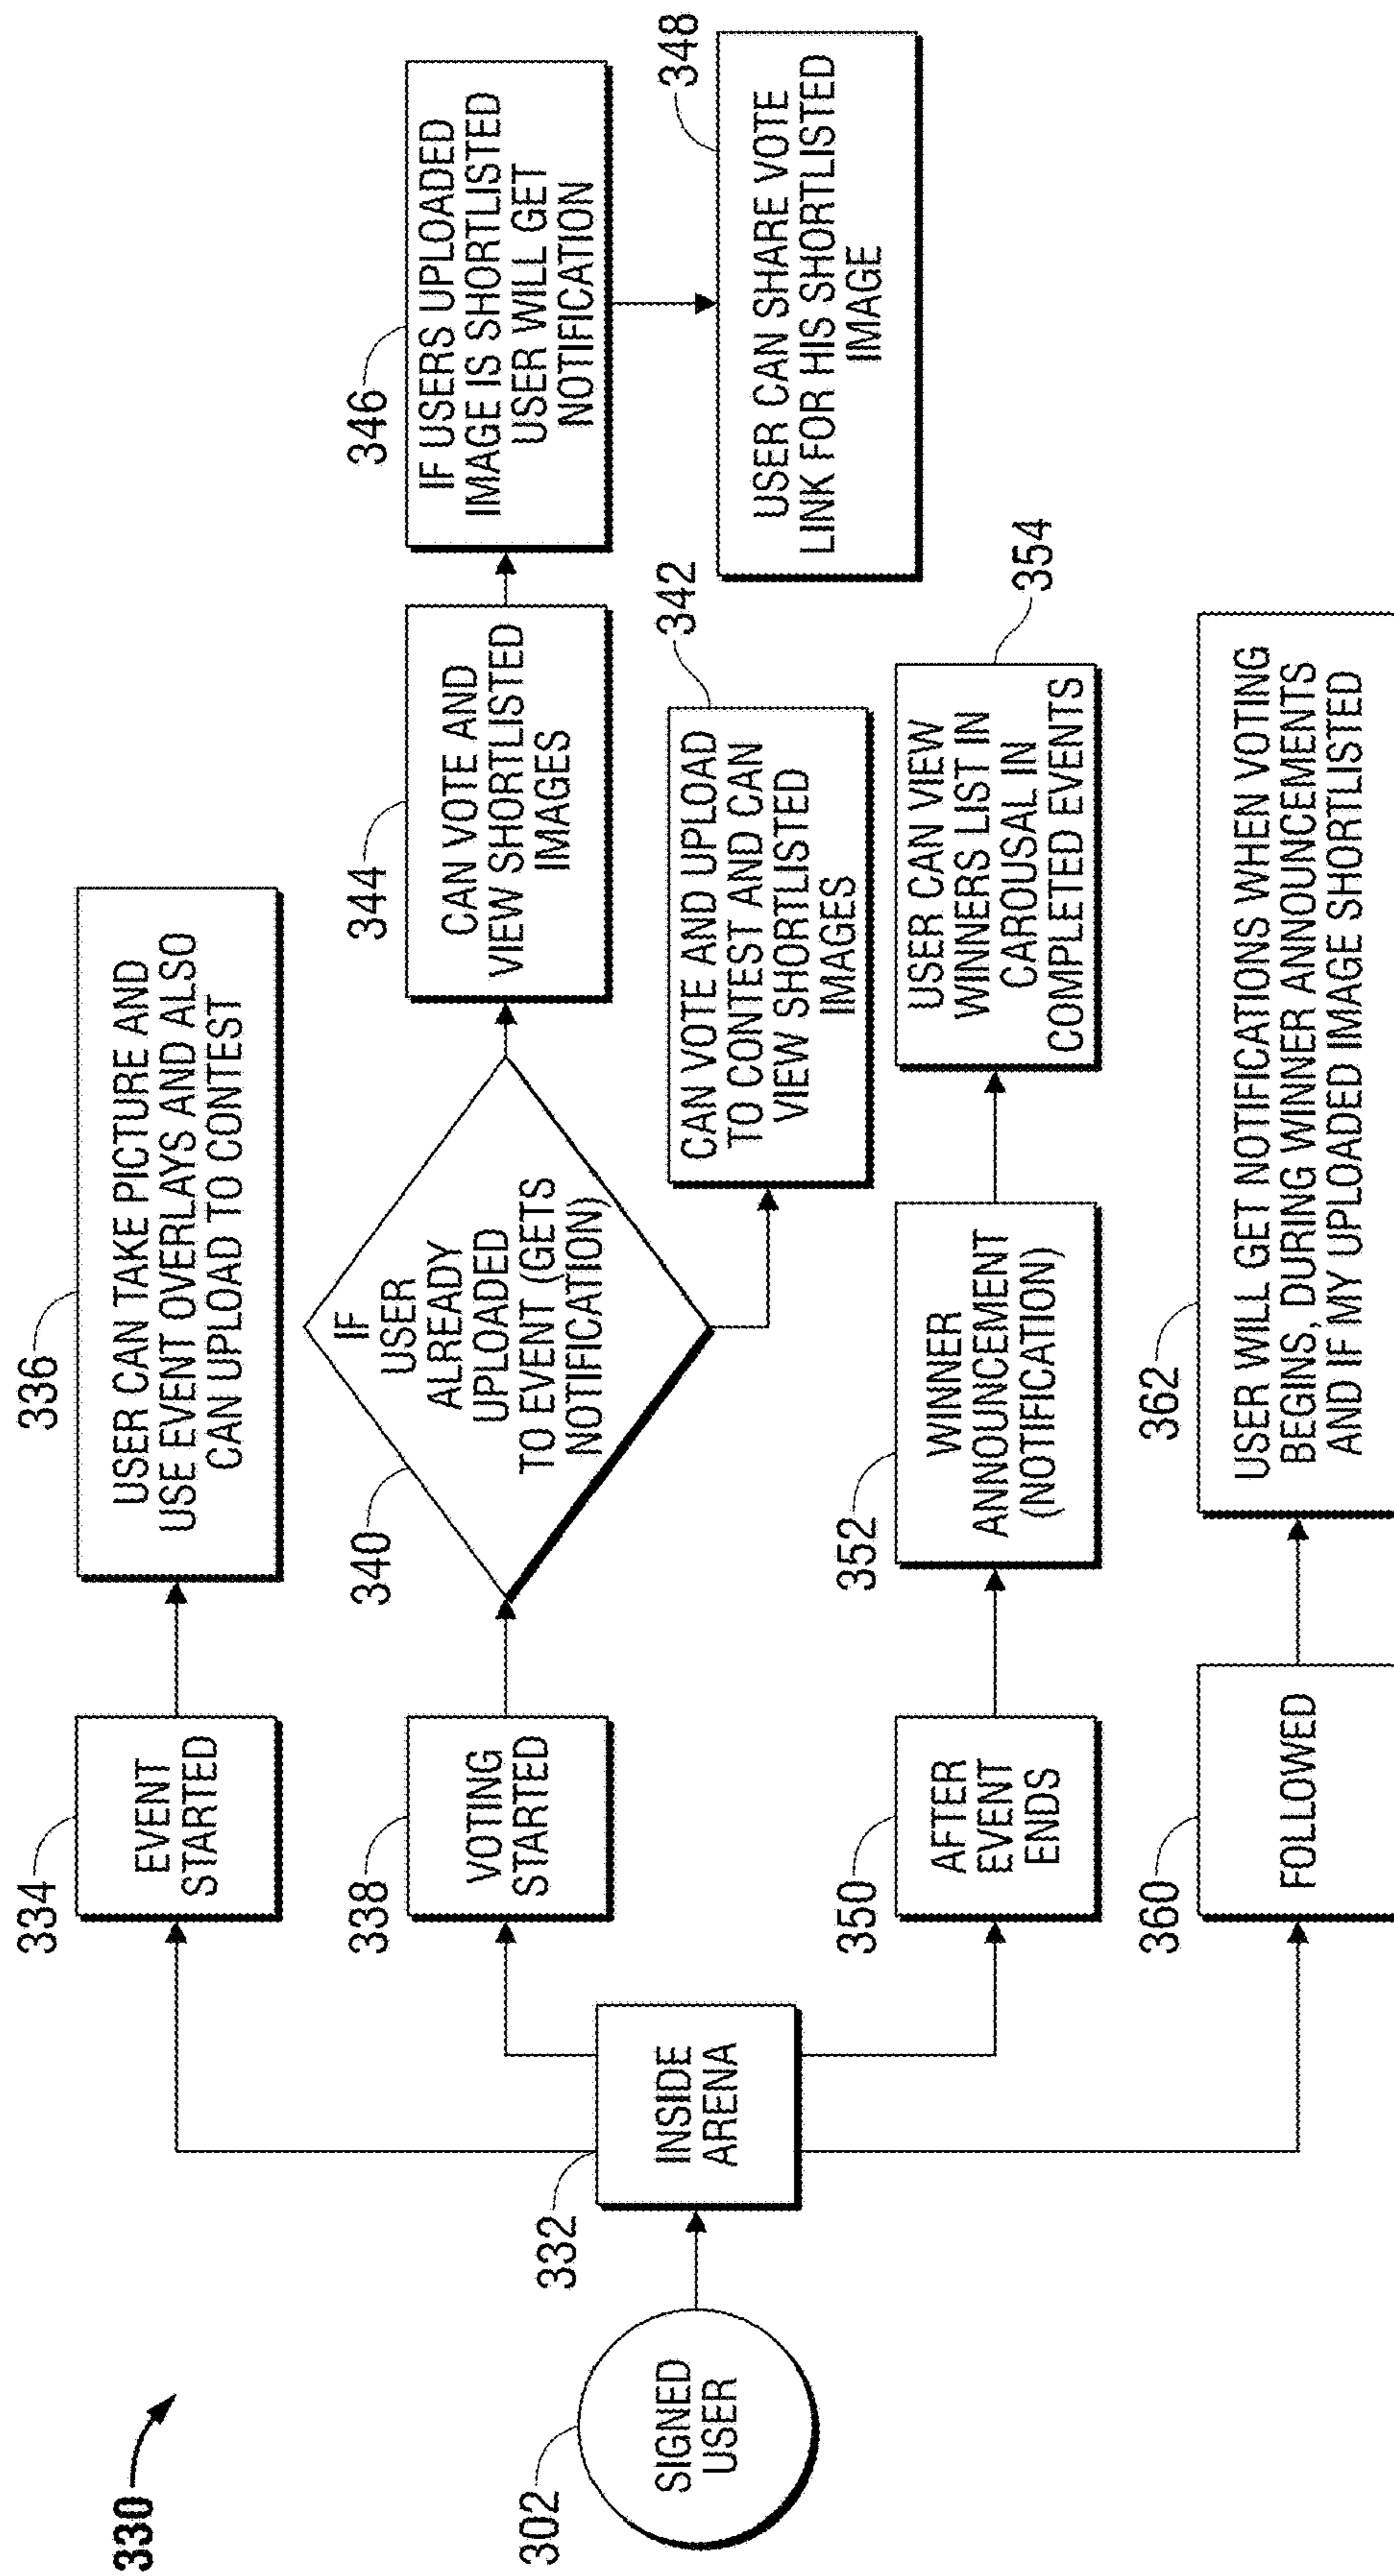 330
302
SIGNED
USER
332
INSIDE
ARENA
334
EVENT
STARTED
336
USER CAN TAKE PICTURE AND
USE EVENT OVERLAYS AND ALSO
CAN UPLOAD TO CONTEST
338
VOTING
STARTED
340
IF
USER
ALREADY
UPLOADED
TO EVENT (GETS
NOTIFICATION)
344
CAN VOTE AND
VIEW SHORTLISTED
IMAGES
346
IF USERS UPLOADED
IMAGE IS SHORTLISTED
USER WILL GET
NOTIFICATION
348
USER CAN SHARE VOTE
LINK FOR HIS SHORTLISTED
IMAGE
342
CAN VOTE AND UPLOAD
TO CONTEST AND CAN
VIEW SHORTLISTED
IMAGES
350
AFTER
EVENT
ENDS
352
WINNER
ANNOUNCEMENT
(NOTIFICATION)
354
USER CAN VIEW
WINNERS LIST IN
CAROUSAL IN
COMPLETED EVENTS
360
FOLLOWED
362
USER WILL GET NOTIFICATIONS WHEN VOTING
BEGINS, DURING WINNER ANNOUNCEMENTS
AND IF MY UPLOADED IMAGE SHORTLISTED